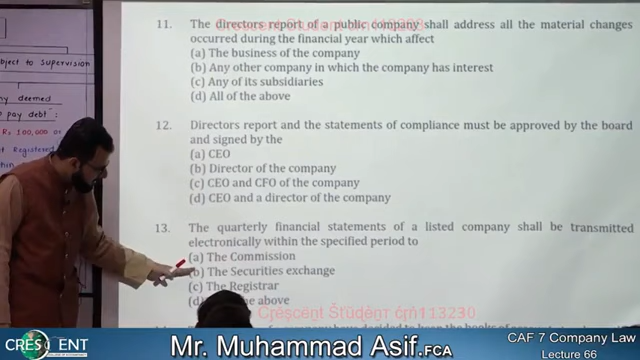 bject to Supervision
ny deemed
pay debt"
Rs 100,000 or
Registered
11. The directors report of a public company shall address all the material changes
occurred during the financial year which affect
(a) The business of the company
(b) Any other company in which the company has interest
(c) Any of its subsidiaries
(d) All of the above
12. Directors report and the statements of compliance must be approved by the board
and signed by the
(a) CEO
(b) Director of the company
(c) CEO and CFO of the company
(d) CEO and a director of the company
13. The quarterly financial statements of a listed company shall be transmitted
electronically within the specified period to
(a) The Commission
(b) The Securities exchange
(c) The Registrar
(d) the above
Crescent Student crn113230
CRESCENT
Mr. Muhammad Asif.FCA
CAF 7 Company Law
Lecture 66